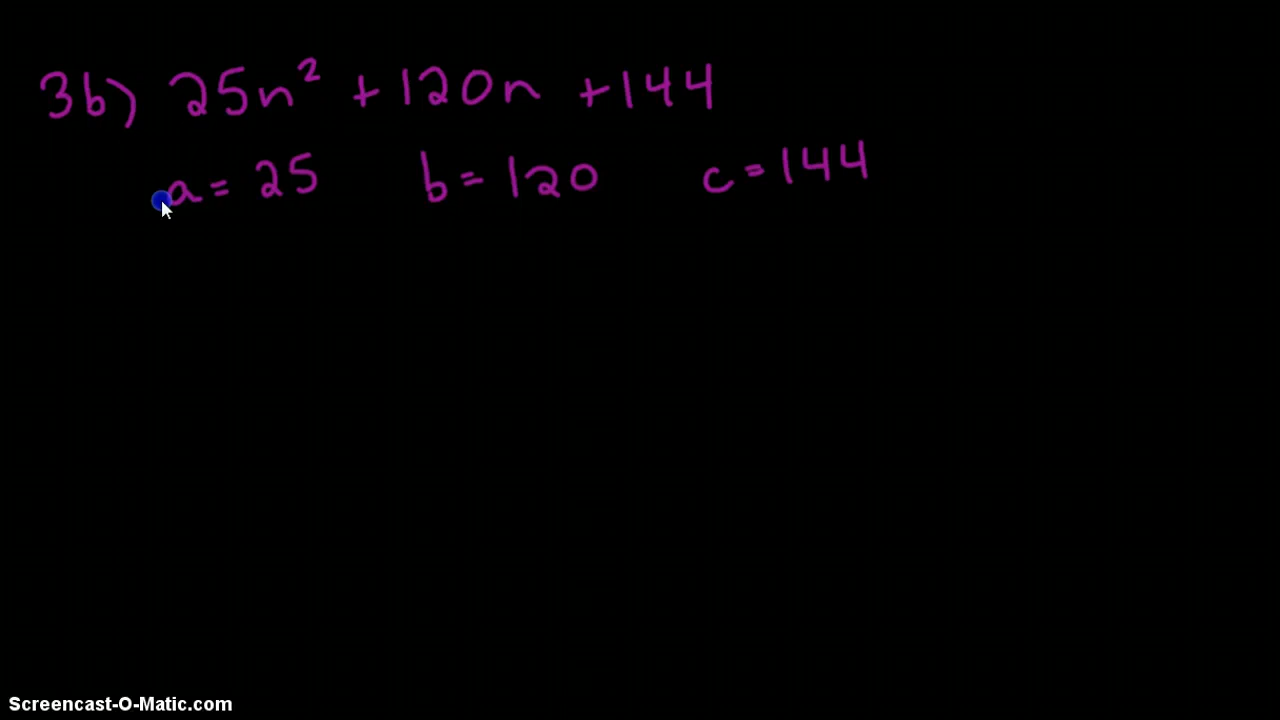 3b) 25n² + 120n + 144
a = 25 b = 120 c = 144
Screencast-O-Matic.com